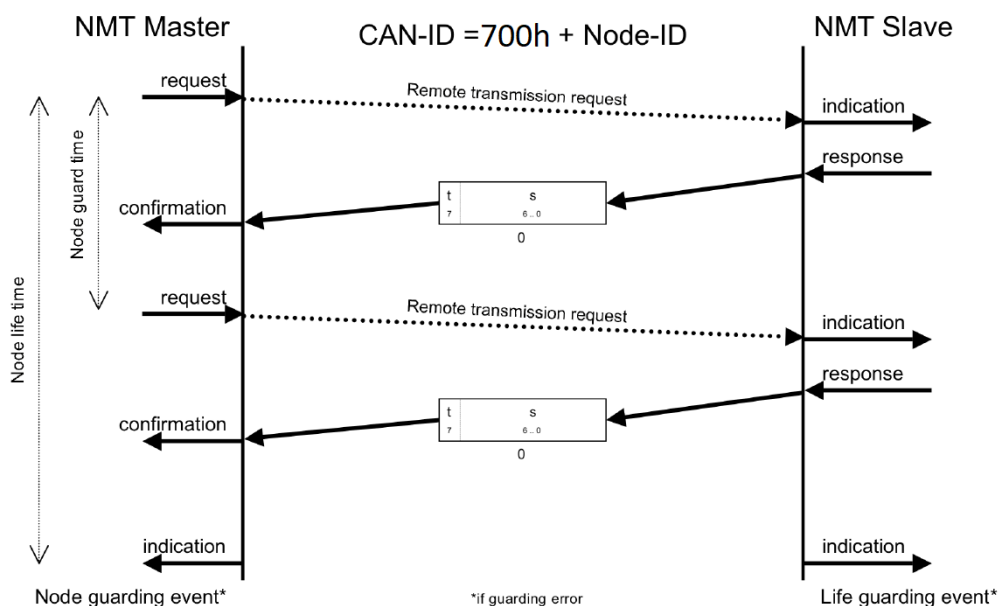 NMT Master
CAN-ID =700h + Node-ID
NMT Slave
request
Remote transmission request
indication
response
t
s
7
6 .. 0
confirmation
0
Node guard time
Node life time
request
Remote transmission request
indication
response
t
s
7
6 .. 0
confirmation
0
indication
indication
Node guarding event*
*if guarding error
Life guarding event*